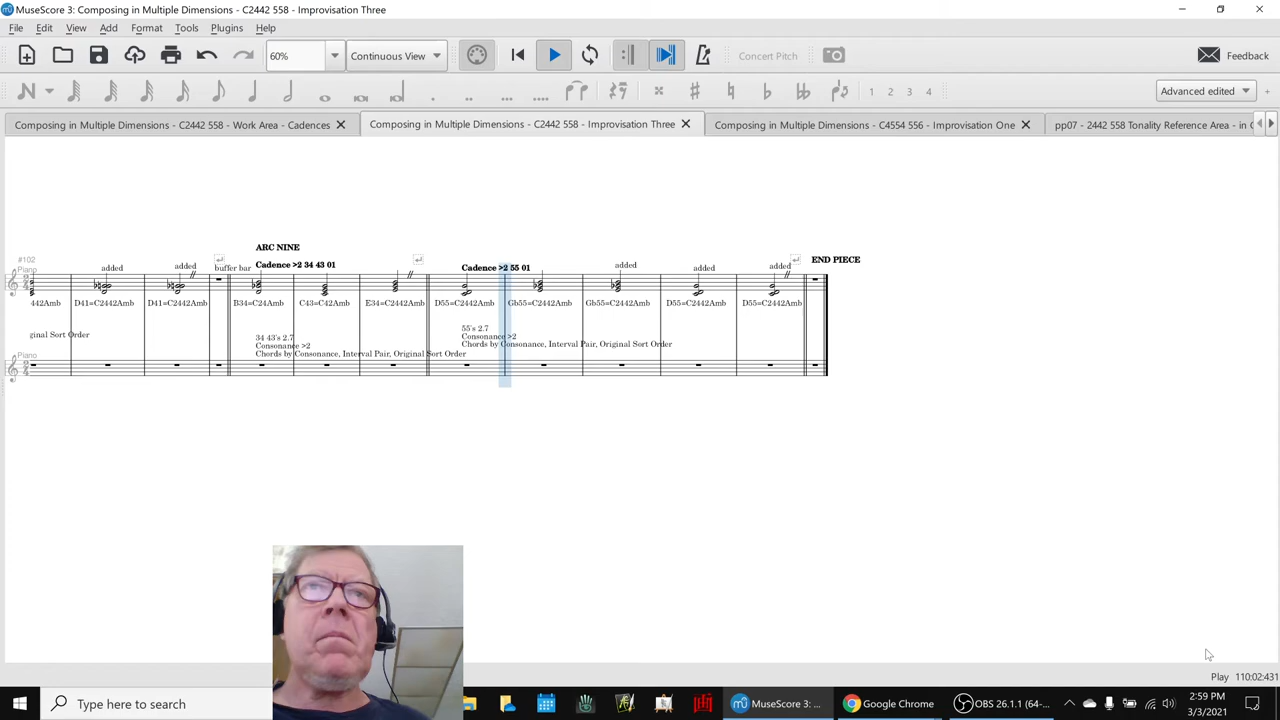 MuseScore 3: Composing in Multiple Dimensions - C2442 558 - Improvisation Three
File Edit View Add Format Tools Plugins Help
60% Continuous View Concert Pitch Feedback
1 2 3 4 Advanced edited
Composing in Multiple Dimensions - C2442 558 - Work Area - Cadences
Composing in Multiple Dimensions - C2442 558 - Improvisation Three
Composing in Multiple Dimensions - C4554 556 - Improvisation One
pp07 - 2442 558 Tonality Reference Area - in C
ARC NINE
#102 added added buffer bar Cadence >2 34 43 01 Cadence >2 55 01 added added added END PIECE
Piano
442Amb D41=C2442Amb D41=C2442Amb B34=C24Amb C43=C42Amb E34=C2442Amb D55=C2442Amb Gb55=C2442Amb Gb55=C2442Amb D55=C2442Amb D55=C2442Amb
ginal Sort Order
34 43's 2.7
Consonance >2
Chords by Consonance, Interval Pair, Original Sort Order
55's 2.7
Consonance >2
Chords by Consonance, Interval Pair, Original Sort Order
Piano
Play 110:02:431
Type here to search
MuseScore 3: ...
Google Chrome
OBS 26.1.1 (64-...
2:59 PM
3/3/2021